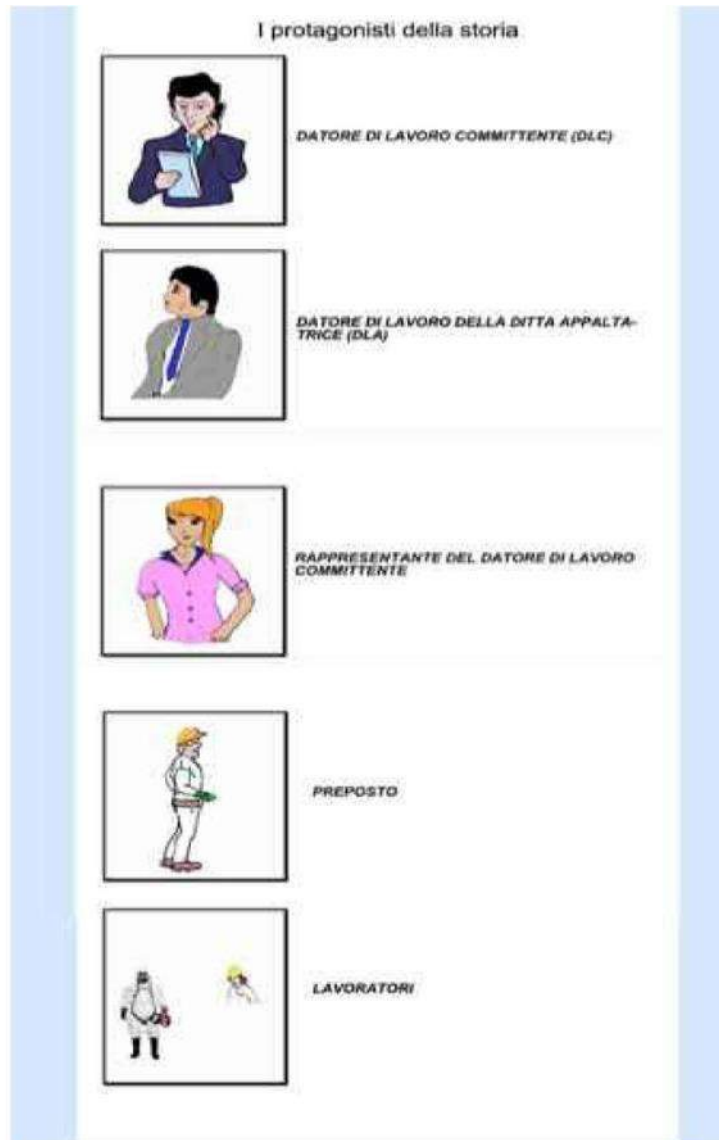 I protagonisti della storia
DATORE DI LAVORO COMMITTENTE (DLC)
DATORE DI LAVORO DELLA DITTA APPALTA-
TRICE (DLA)
RAPPRESENTANTE DEL DATORE DI LAVORO
COMMITTENTE
PREPOSTO
LAVORATORI